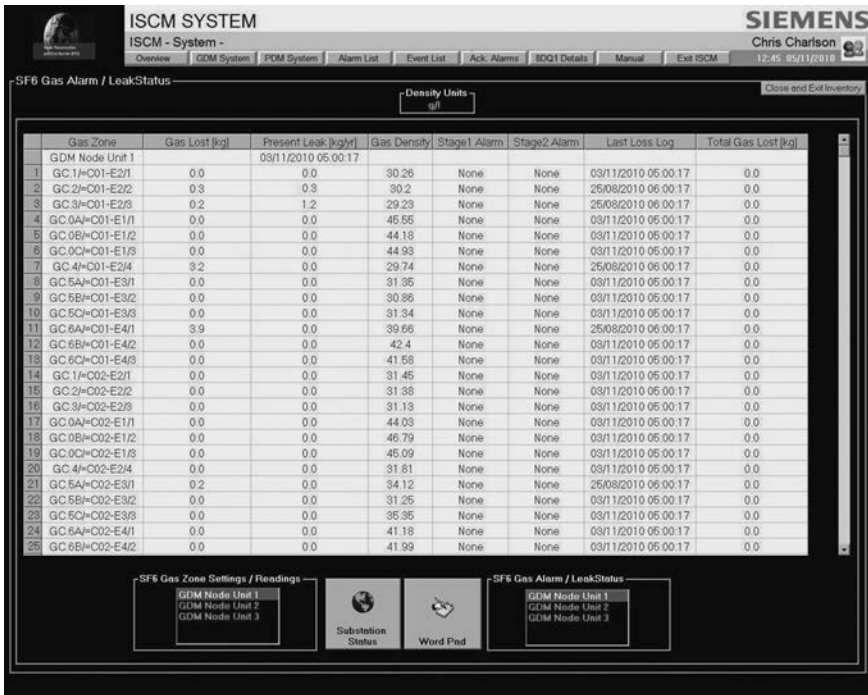 ISCM SYSTEM
SIEMENS
ISCM - System -
Chris Charlson
Overview GDM System PDM System Alarm List Event List Ack. Alarms 8DQ1 Details Manual Exit ISCM 12:45 05/11/2010
SF6 Gas Alarm / LeakStatus
Close and Exit Inventory
Density Units
g/l
Gas Zone Gas Lost [kg] Present Leak [kg/yr] Gas Density Stage1 Alarm Stage2 Alarm Last Loss Log Total Gas Lost [kg]
GDM Node Unit 1 03/11/2010 05:00:17
1 GC.1/=C01-E2/1 0.0 0.0 30.26 None None 03/11/2010 05:00:17 0.0
2 GC.2/=C01-E2/2 0.3 0.3 30.2 None None 25/08/2010 06:00:17 0.0
3 GC.3/=C01-E2/3 0.2 1.2 29.23 None None 25/08/2010 06:00:17 0.0
4 GC.0A/=C01-E1/1 0.0 0.0 45.55 None None 03/11/2010 05:00:17 0.0
5 GC.0B/=C01-E1/2 0.0 0.0 44.18 None None 03/11/2010 05:00:17 0.0
6 GC.0C/=C01-E1/3 0.0 0.0 44.93 None None 03/11/2010 05:00:17 0.0
7 GC.4/=C01-E2/4 3.2 0.0 29.74 None None 25/08/2010 06:00:17 0.0
8 GC.5A/=C01-E3/1 0.0 0.0 31.35 None None 03/11/2010 05:00:17 0.0
9 GC.5B/=C01-E3/2 0.0 0.0 30.86 None None 03/11/2010 05:00:17 0.0
10 GC.5C/=C01-E3/3 0.0 0.0 31.34 None None 03/11/2010 05:00:17 0.0
11 GC.6A/=C01-E4/1 3.9 0.0 39.66 None None 25/08/2010 06:00:17 0.0
12 GC.6B/=C01-E4/2 0.0 0.0 42.4 None None 03/11/2010 05:00:17 0.0
13 GC.6C/=C01-E4/3 0.0 0.0 41.58 None None 03/11/2010 05:00:17 0.0
14 GC.1/=C02-E2/1 0.0 0.0 31.45 None None 03/11/2010 05:00:17 0.0
15 GC.2/=C02-E2/2 0.0 0.0 31.38 None None 03/11/2010 05:00:17 0.0
16 GC.3/=C02-E2/3 0.0 0.0 31.13 None None 03/11/2010 05:00:17 0.0
17 GC.0A/=C02-E1/1 0.0 0.0 44.03 None None 03/11/2010 05:00:17 0.0
18 GC.0B/=C02-E1/2 0.0 0.0 46.79 None None 03/11/2010 05:00:17 0.0
19 GC.0C/=C02-E1/3 0.0 0.0 45.09 None None 03/11/2010 05:00:17 0.0
20 GC.4/=C02-E2/4 0.0 0.0 31.81 None None 03/11/2010 05:00:17 0.0
21 GC.5A/=C02-E3/1 0.2 0.0 34.12 None None 25/08/2010 06:00:17 0.0
22 GC.5B/=C02-E3/2 0.0 0.0 31.25 None None 03/11/2010 05:00:17 0.0
23 GC.5C/=C02-E3/3 0.0 0.0 35.35 None None 03/11/2010 05:00:17 0.0
24 GC.6A/=C02-E4/1 0.0 0.0 41.18 None None 03/11/2010 05:00:17 0.0
25 GC.6B/=C02-E4/2 0.0 0.0 41.99 None None 03/11/2010 05:00:17 0.0
SF6 Gas Zone Settings / Readings
GDM Node Unit 1
GDM Node Unit 2
GDM Node Unit 3
Substation
Status
Word Pad
SF6 Gas Alarm / LeakStatus
GDM Node Unit 1
GDM Node Unit 2
GDM Node Unit 3